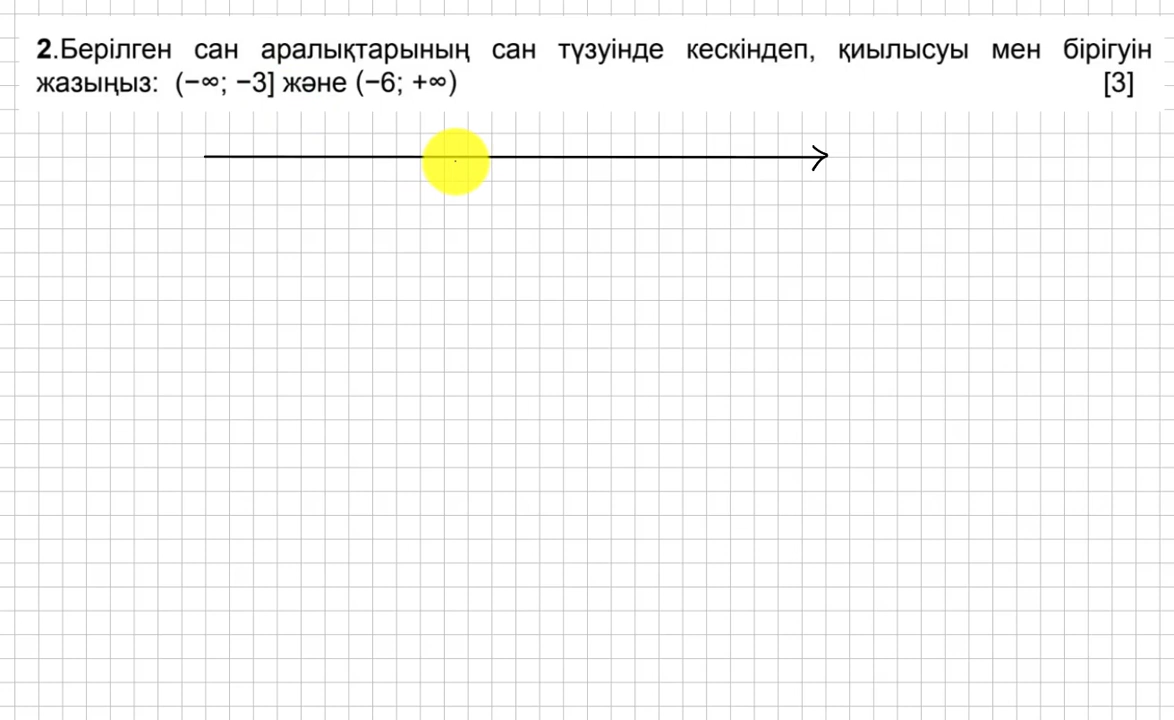 2.Берілген сан аралықтарының сан түзуінде кескіндеп, қиылысуы мен бірігуін
жазыңыз: (−∞; −3] және (−6; +∞) [3]